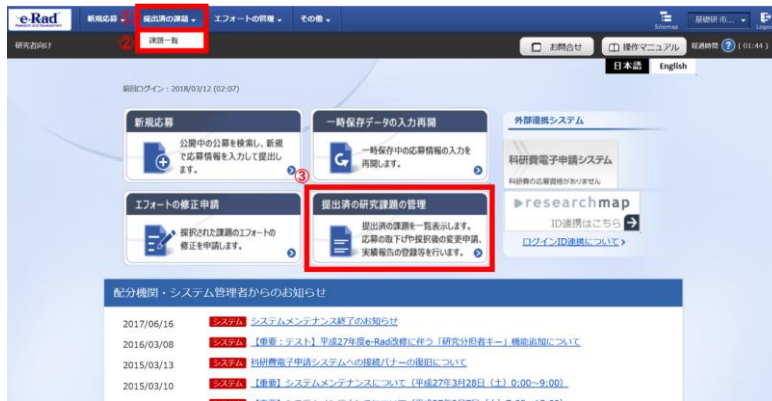 e-Rad 新規応募 ① 提出済の課題 エフォートの管理 その他 Sitemap 基礎研 市... Logout
研究者向け ② 課題一覧 お問合せ 操作マニュアル 経過時間 ? ( 01:44 )
日本語 English
前回ログイン : 2018/03/12 (02:07)
新規応募
公開中の公募を検索し、新規
で応募情報を入力して提出し
ます。
一時保存データの入力再開
一時保存中の応募情報の入力を
再開します。
外部連携システム
科研費電子申請システム
科研費の応募資格がありません
エフォートの修正申請
採択された課題のエフォートの
修正を申請します。
③
提出済の研究課題の管理
提出済の課題を一覧表示します。
応募の取下げや採択後の変更申請、
実績報告の登録等を行います。
researchmap
ID連携はこちら
ログインID連携について
配分機関・システム管理者からのお知らせ
2017/06/16 システム システムメンテナンス終了のお知らせ
2016/03/08 システム 【重要:テスト】平成27年度e-Rad改修に伴う「研究分担者キー」機能追加について
2015/03/13 システム 科研費電子申請システムへの接続バナーの復旧について
2015/03/10 システム 【重要】システムメンテナンスについて(平成27年3月28日(土)0:00~9:00)